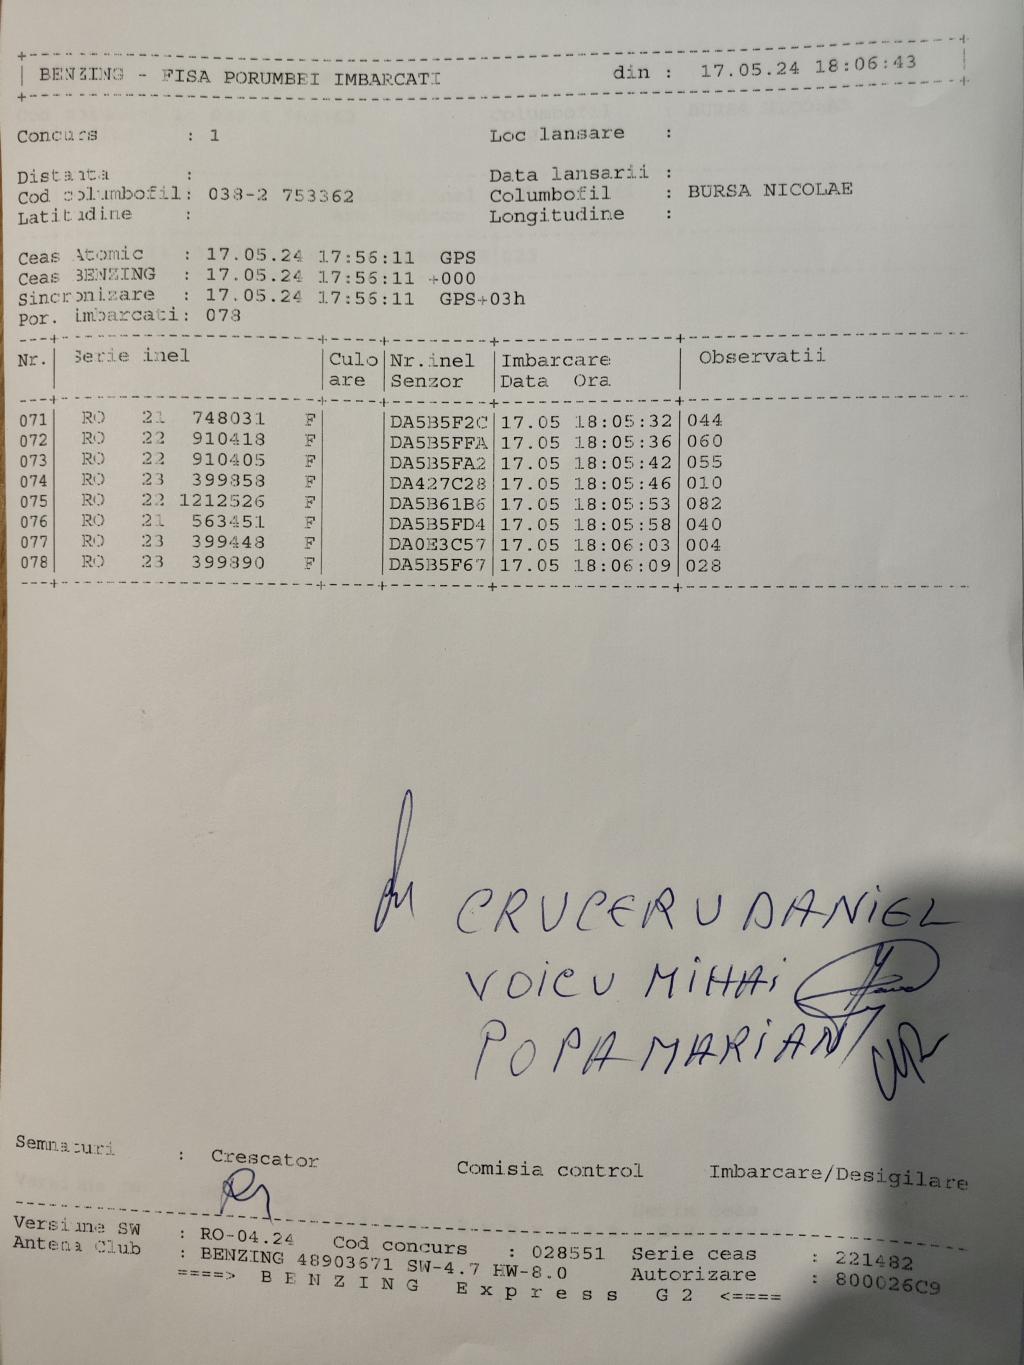 BENZING - FISA PORUMBEI IMBARCATI din : 17.05.24 18:06:43
Concurs : 1 Loc lansare :
Distanta : Data lansarii :
Cod columbofil: 038-2 753362 Columbofil : BURSA NICOLAE
Latitudine : Longitudine :
Ceas Atomic : 17.05.24 17:56:11 GPS
Ceas BENZING : 17.05.24 17:56:11 +000
Sincronizare : 17.05.24 17:56:11 GPS+03h
Por. imbarcati: 078
Nr. Serie inel Culo Nr.inel Imbarcare Observatii
are Senzor Data Ora
071 RO 21 748031 F DA5B5F2C 17.05 18:05:32 044
072 RO 22 910418 F DA5B5FFA 17.05 18:05:36 060
073 RO 22 910405 F DA5B5FA2 17.05 18:05:42 055
074 RO 23 399858 F DA427C28 17.05 18:05:46 010
075 RO 22 1212526 F DA5B61B6 17.05 18:05:53 082
076 RO 21 563451 F DA5B5FD4 17.05 18:05:58 040
077 RO 23 399448 F DA0E3C57 17.05 18:06:03 004
078 RO 23 399890 F DA5B5F67 17.05 18:06:09 028
CRUCERU DANIEL
VOICU MIHAI
POPA MARIAN
Semnaturi : Crescator Comisia control Imbarcare/Desigilare
Versiune SW : RO-04.24 Cod concurs : 028551 Serie ceas : 221482
Antena Club : BENZING 48903671 SW-4.7 HW-8.0 Autorizare : 800026C9
====> B E N Z I N G E x p r e s s G 2 <====